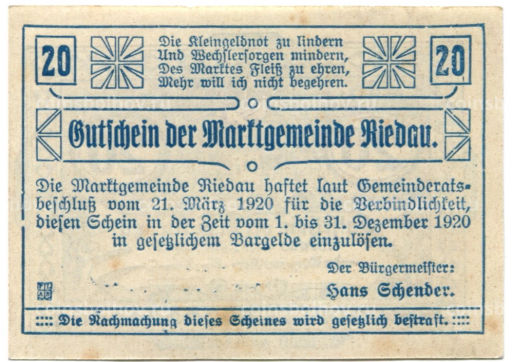 20
Die Kleingeldnot zu lindern
Und Wechslersorgen mindern,
Des Marktes Fleiß zu ehren,
Mehr will ich nicht begehren.
20
Gutschein der Marktgemeinde Riedau.
Die Marktgemeinde Riedau haftet laut Gemeinderats-
beschluß vom 21. März 1920 für die Verbindlichkeit,
diesen Schein in der Zeit vom 1. bis 31. Dezember 1920
in gesetzlichem Bargelde einzulösen.
Der Bürgermeister:
Hans Schender.
:::: Die Nachmachung dieses Scheines wird gesetzlich bestraft. ::::
coinsbolhov.ru